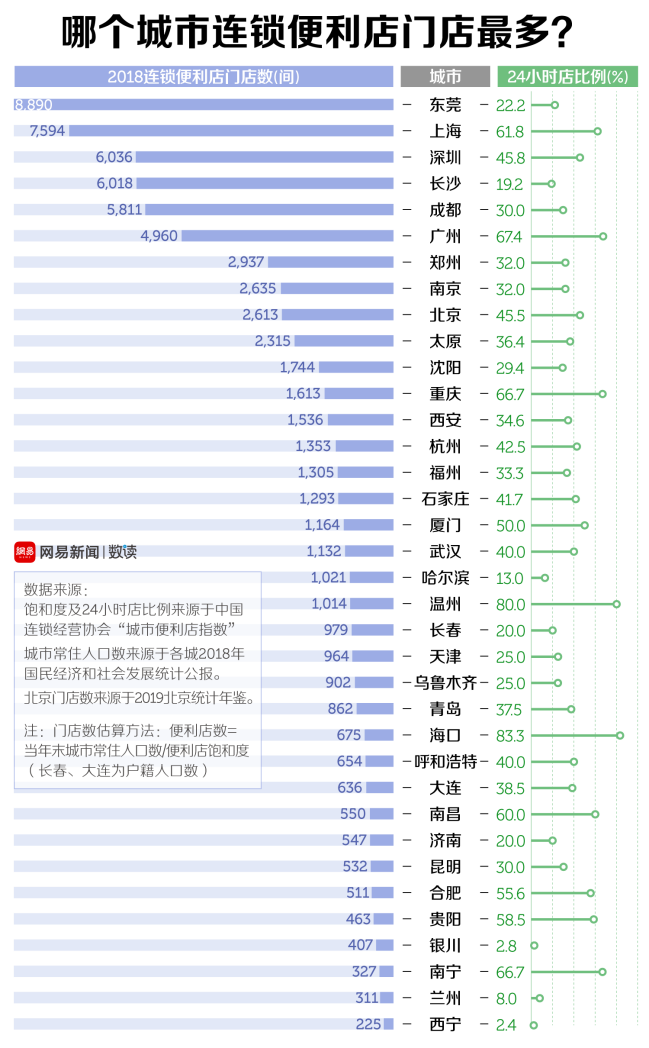 哪个城市连锁便利店门店最多？
2018连锁便利店门店数(间) 城市 24小时店比例(%)
8,890 东莞 22.2
7,594 上海 61.8
6,036 深圳 45.8
6,018 长沙 19.2
5,811 成都 30.0
4,960 广州 67.4
2,937 郑州 32.0
2,635 南京 32.0
2,613 北京 45.5
2,315 太原 36.4
1,744 沈阳 29.4
1,613 重庆 66.7
1,536 西安 34.6
1,353 杭州 42.5
1,305 福州 33.3
1,293 石家庄 41.7
1,164 厦门 50.0
1,132 武汉 40.0
1,021 哈尔滨 13.0
1,014 温州 80.0
979 长春 20.0
964 天津 25.0
902 乌鲁木齐 25.0
862 青岛 37.5
675 海口 83.3
654 呼和浩特 40.0
636 大连 38.5
550 南昌 60.0
547 济南 20.0
532 昆明 30.0
511 合肥 55.6
463 贵阳 58.5
407 银川 2.8
327 南宁 66.7
311 兰州 8.0
225 西宁 2.4
網易 网易新闻 | 数读
数据来源：
饱和度及24小时店比例来源于中国
连锁经营协会“城市便利店指数”
城市常住人口数来源于各城2018年
国民经济和社会发展统计公报。
北京门店数来源于2019北京统计年鉴。
注：门店数估算方法：便利店数=
当年末城市常住人口数/便利店饱和度
（长春、大连为户籍人口数）